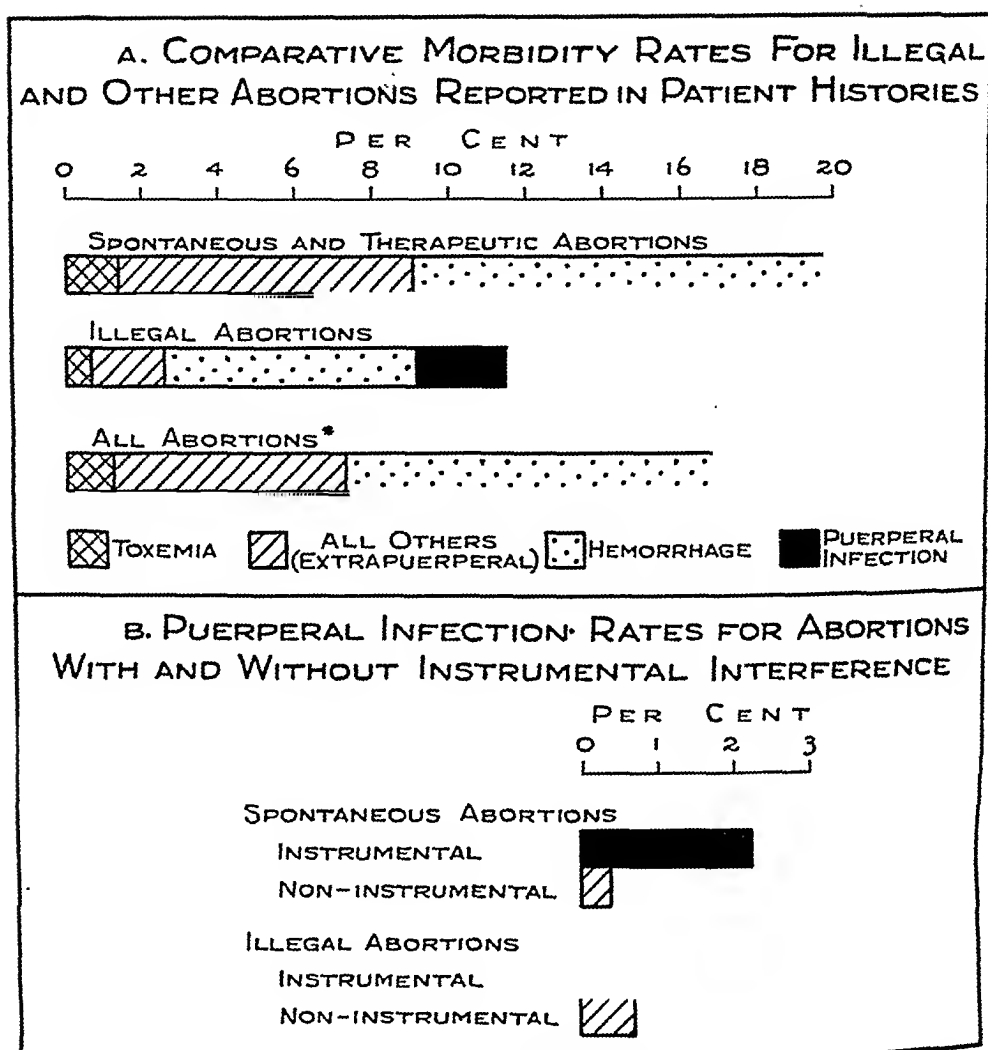 A. COMPARATIVE MORBIDITY RATES FOR ILLEGAL
AND OTHER ABORTIONS REPORTED IN PATIENT HISTORIES
PER CENT
0 2 4 6 8 10 12 14 16 18 20
SPONTANEOUS AND THERAPEUTIC ABORTIONS
ILLEGAL ABORTIONS
ALL ABORTIONS*
TOXEMIA
ALL OTHERS
(EXTRAPUERPERAL)
HEMORRHAGE
PUERPERAL
INFECTION
B. PUERPERAL INFECTION RATES FOR ABORTIONS
WITH AND WITHOUT INSTRUMENTAL INTERFERENCE
PER CENT
0 1 2 3
SPONTANEOUS ABORTIONS
INSTRUMENTAL
NON-INSTRUMENTAL
ILLEGAL ABORTIONS
INSTRUMENTAL
NON-INSTRUMENTAL